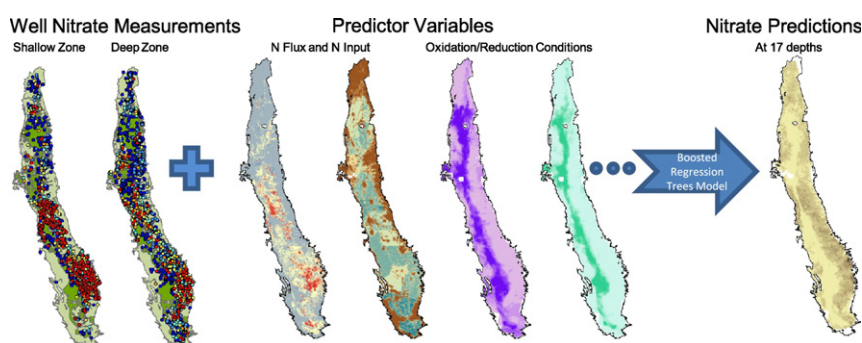 Well Nitrate Measurements
Shallow Zone
Deep Zone
Predictor Variables
N Flux and N Input
Oxidation/Reduction Conditions
Nitrate Predictions
At 17 depths
Boosted
Regression
Trees Model